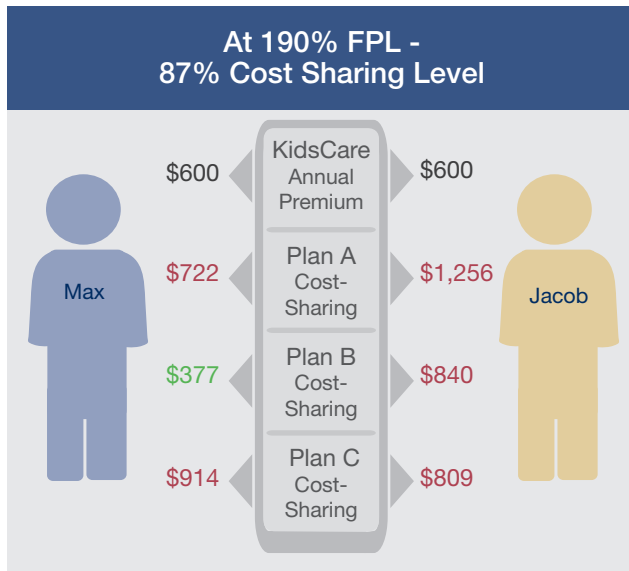 At 190% FPL -
87% Cost Sharing Level
KidsCare
Annual
Premium
$600
$600
Max
Jacob
Plan A
Cost-
Sharing
$722
$1,256
Plan B
Cost-
Sharing
$377
$840
Plan C
Cost-
Sharing
$914
$809